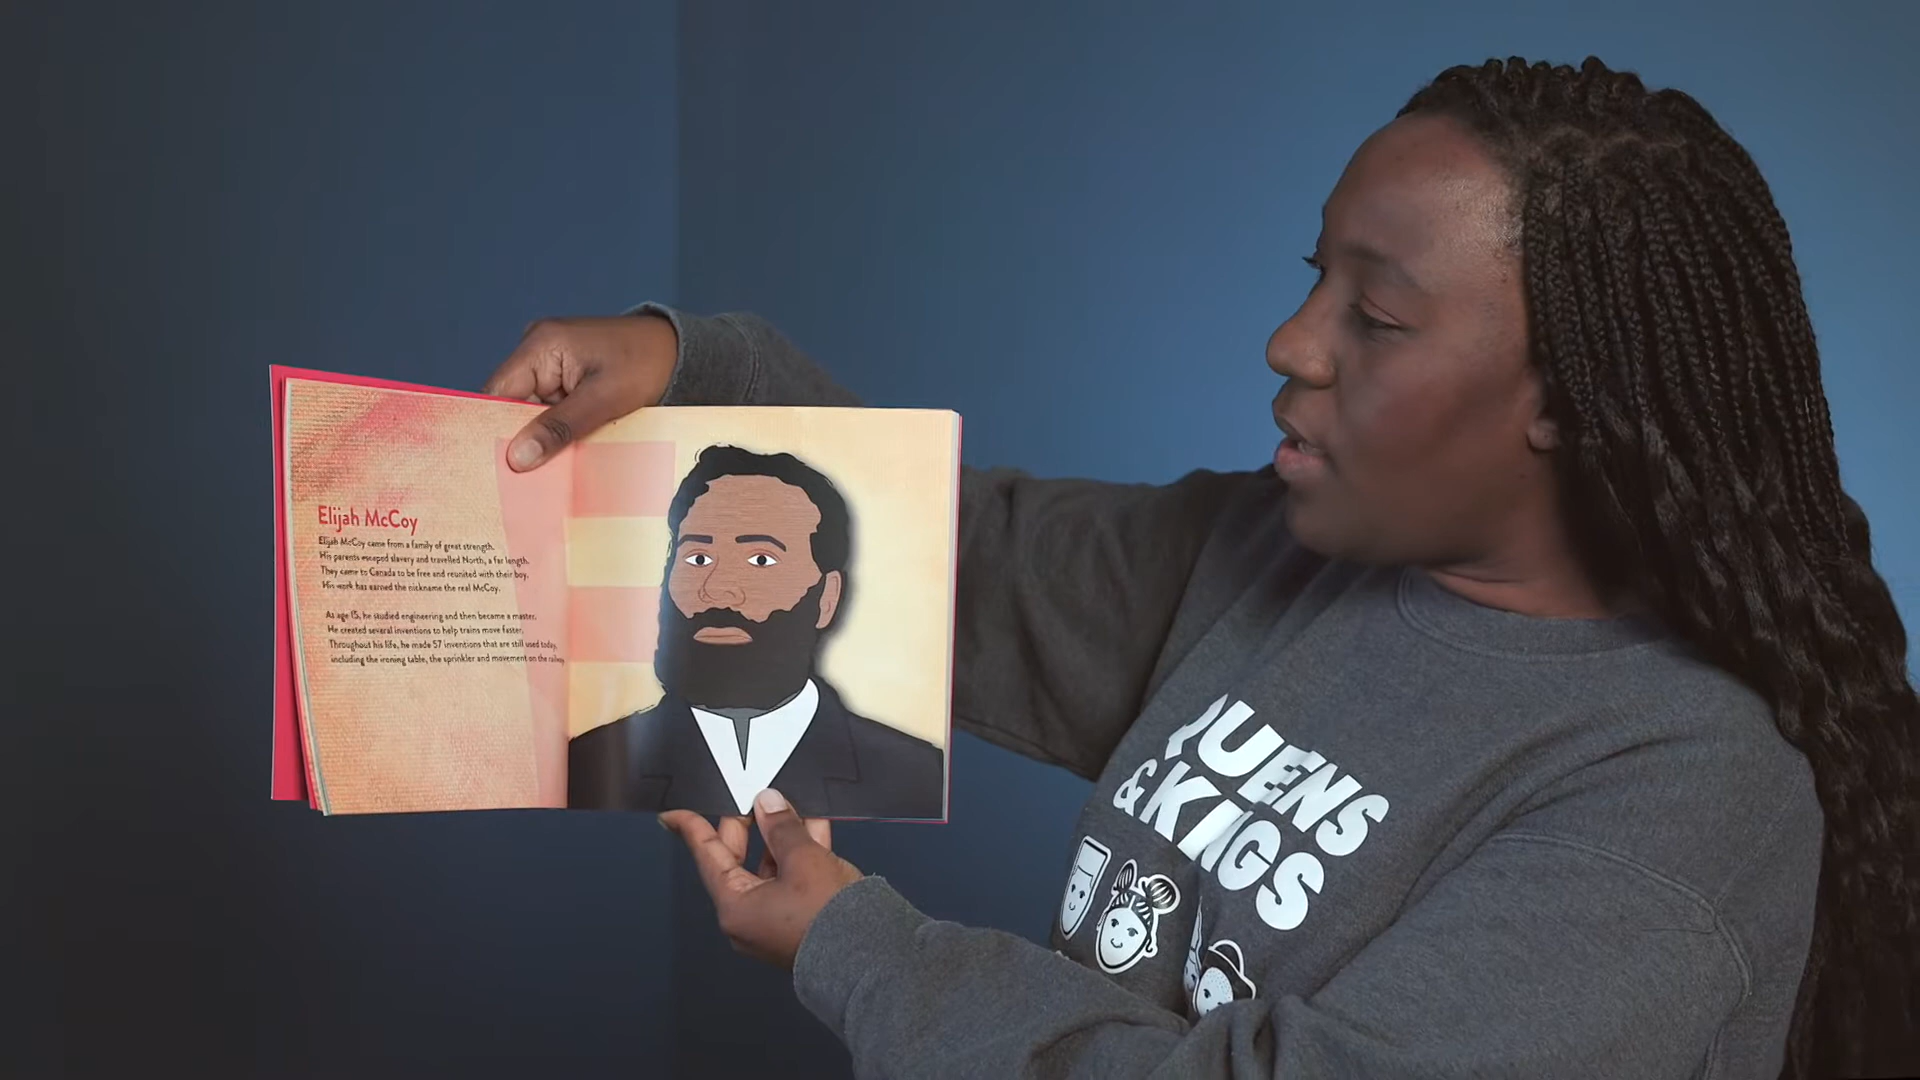 Elijah McCoy
Elijah McCoy came from a family of great strength.
His parents escaped slavery and travelled North, a far length.
They came to Canada to be free and reunited with their boy.
His work has earned the nickname the real McCoy.
At age 15, he studied engineering and then became a master.
He created several inventions to help trains move faster.
Throughout his life, he made 57 inventions that are still used today,
including the ironing table, the sprinkler and movement on the railway.
QUEENS
& KINGS